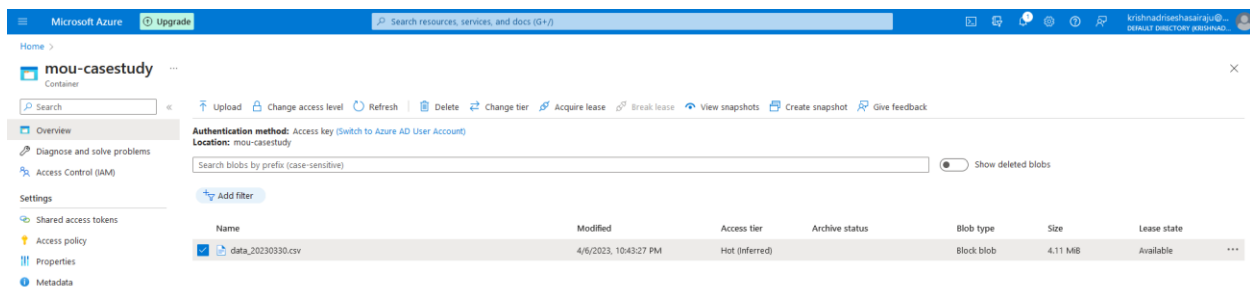 Microsoft Azure Upgrade Search resources, services, and docs (G+/) krishnadriseshasairaju@...
DEFAULT DIRECTORY (KRISHNAD...
Home >
mou-casestudy ...
Container
Search « Upload Change access level Refresh Delete Change tier Acquire lease Break lease View snapshots Create snapshot Give feedback
Overview
Authentication method: Access key (Switch to Azure AD User Account)
Location: mou-casestudy
Diagnose and solve problems
Search blobs by prefix (case-sensitive) Show deleted blobs
Access Control (IAM)
Settings
Add filter
Shared access tokens
Name Modified Access tier Archive status Blob type Size Lease state
Access policy
data_20230330.csv 4/6/2023, 10:43:27 PM Hot (Inferred) Block blob 4.11 MiB Available ...
Properties
Metadata